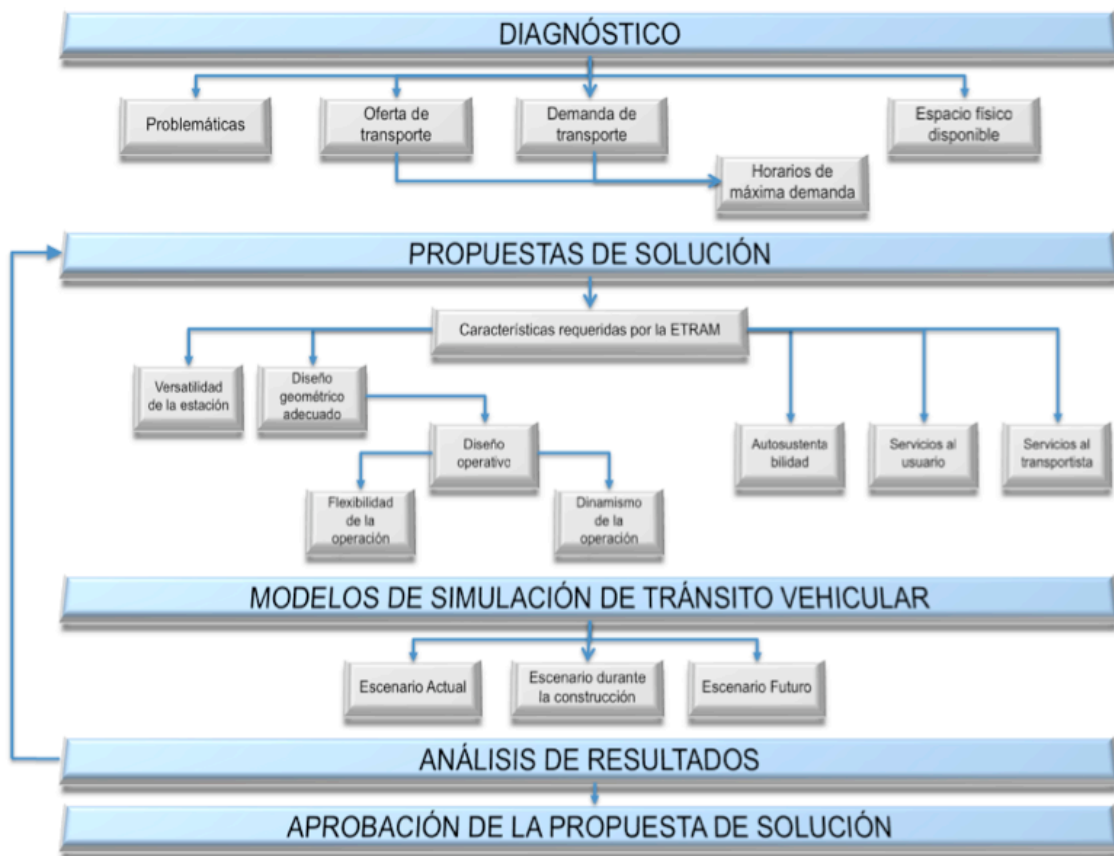 DIAGNÓSTICO
Problemáticas
Oferta de
transporte
Demanda de
transporte
Espacio físico
disponible
Horarios de
máxima demanda
PROPUESTAS DE SOLUCIÓN
Características requeridas por la ETRAM
Versatilidad
de la estación
Diseño
geométrico
adecuado
Diseño
operativo
Autosustenta
bilidad
Servicios al
usuario
Servicios al
transportista
Flexibilidad
de la
operación
Dinamismo
de la
operación
MODELOS DE SIMULACIÓN DE TRÁNSITO VEHICULAR
Escenario Actual
Escenario durante
la construcción
Escenario Futuro
ANÁLISIS DE RESULTADOS
APROBACIÓN DE LA PROPUESTA DE SOLUCIÓN